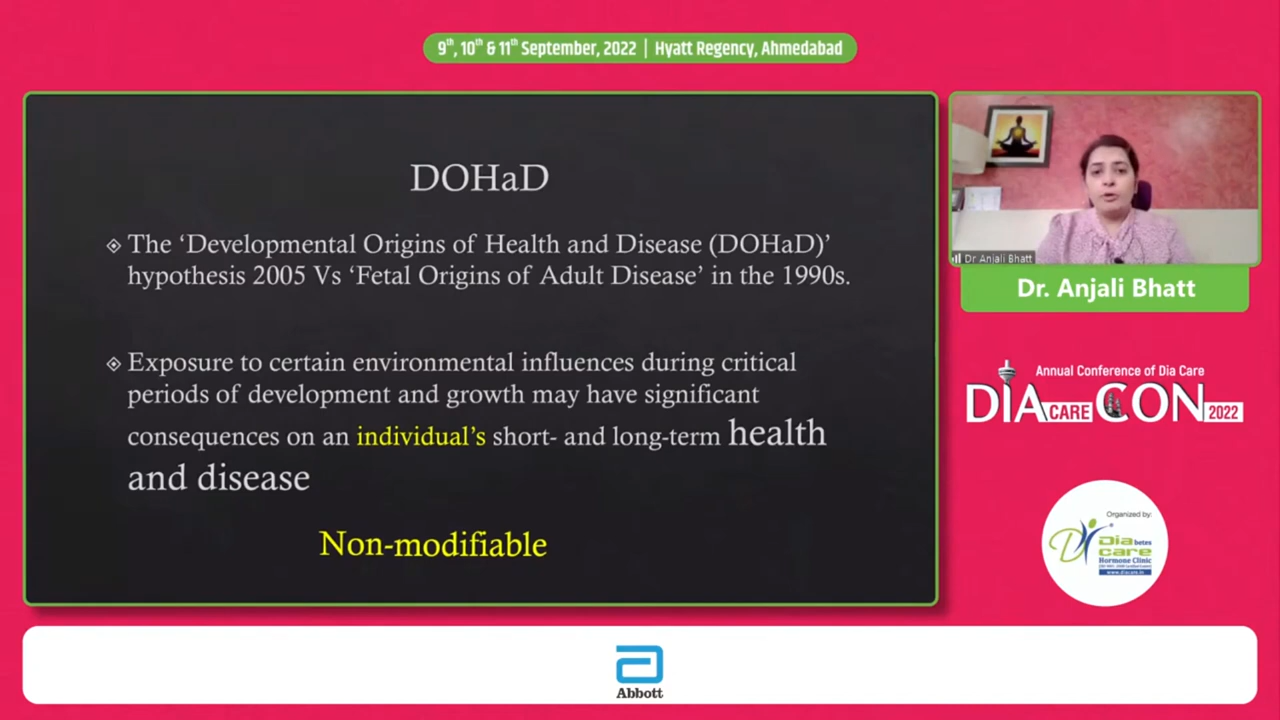 9th, 10th & 11th September, 2022 | Hyatt Regency, Ahmedabad
DOHaD
The ‘Developmental Origins of Health and Disease (DOHaD)’
hypothesis 2005 Vs ‘Fetal Origins of Adult Disease’ in the 1990s.
Exposure to certain environmental influences during critical
periods of development and growth may have significant
consequences on an individual’s short- and long-term health
and disease
Non-modifiable
Dr Anjali Bhatt
Dr. Anjali Bhatt
Annual Conference of Dia Care
DIA CARE CON 2022
Organized by:
Diabetes
care
Hormone Clinic
www.diacare.in
Abbott